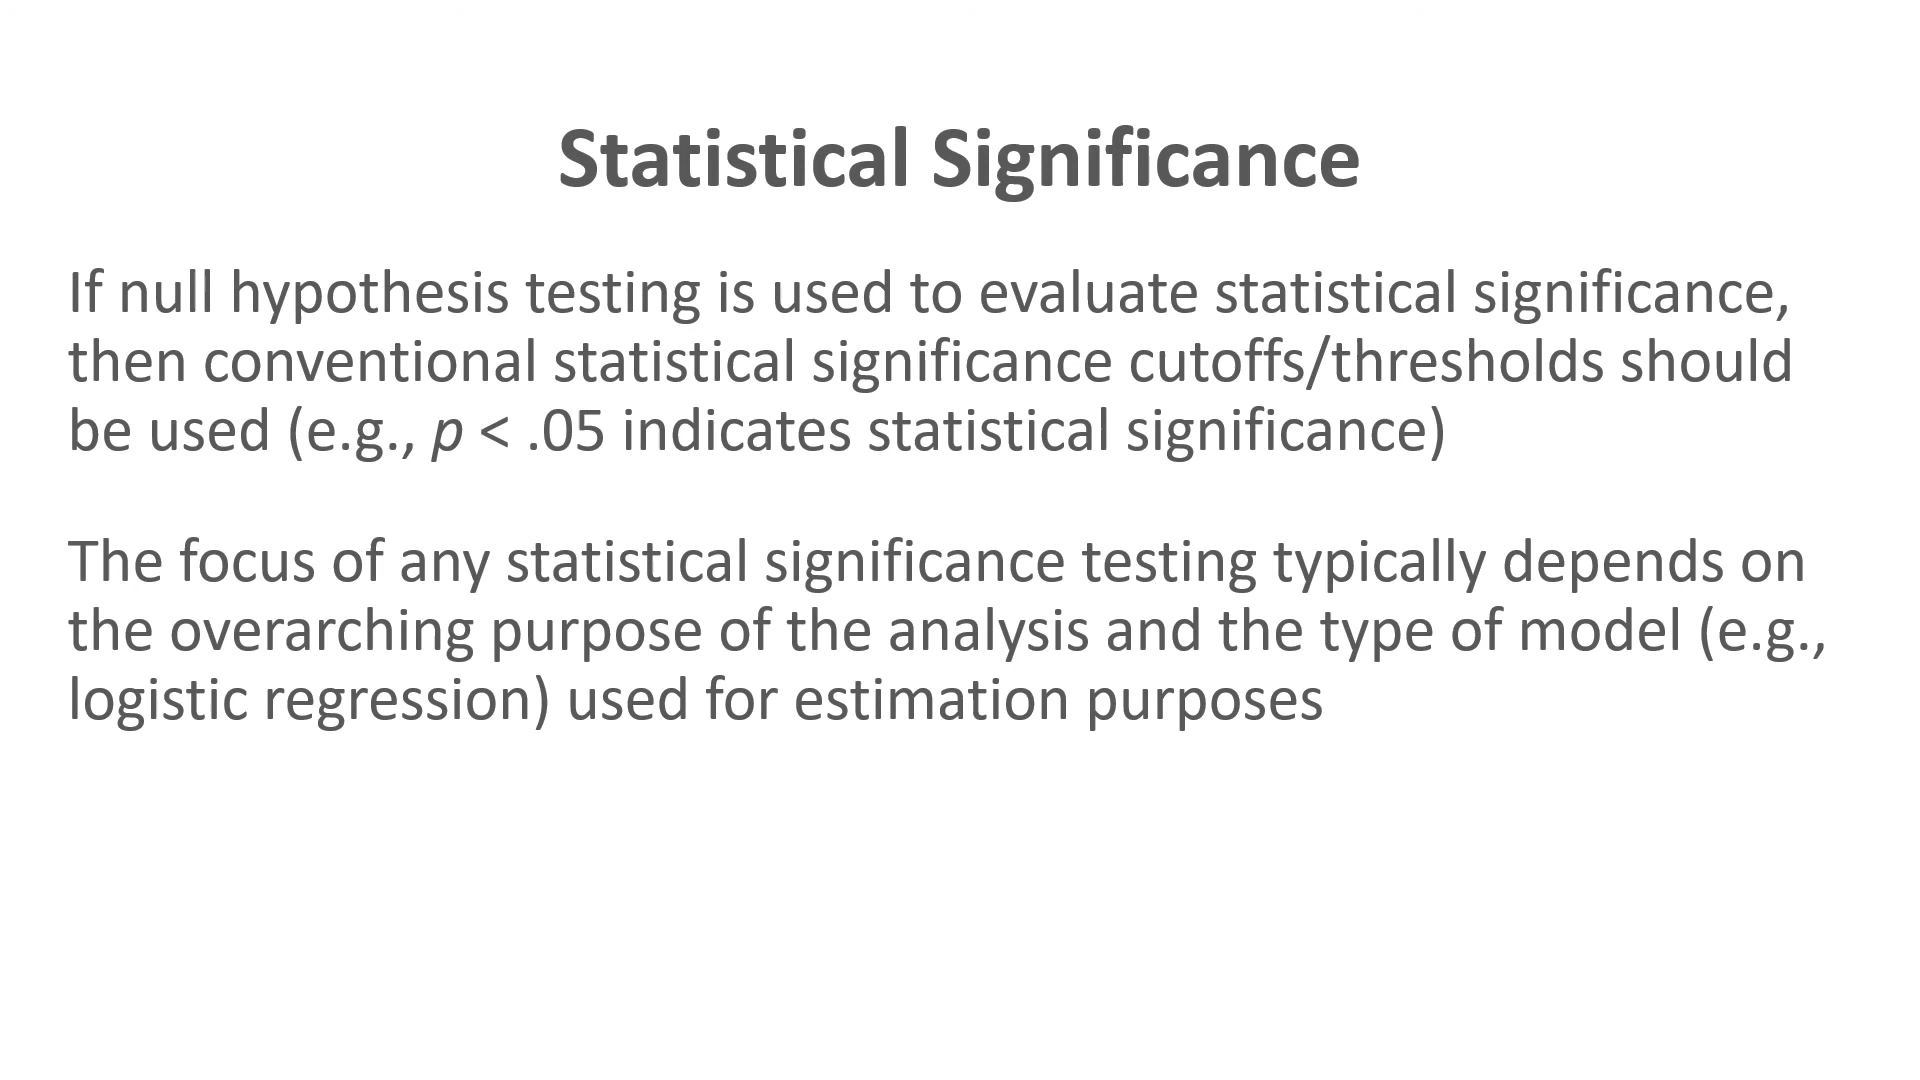 Statistical Significance
If null hypothesis testing is used to evaluate statistical significance,
then conventional statistical significance cutoffs/thresholds should
be used (e.g., p < .05 indicates statistical significance)
The focus of any statistical significance testing typically depends on
the overarching purpose of the analysis and the type of model (e.g.,
logistic regression) used for estimation purposes